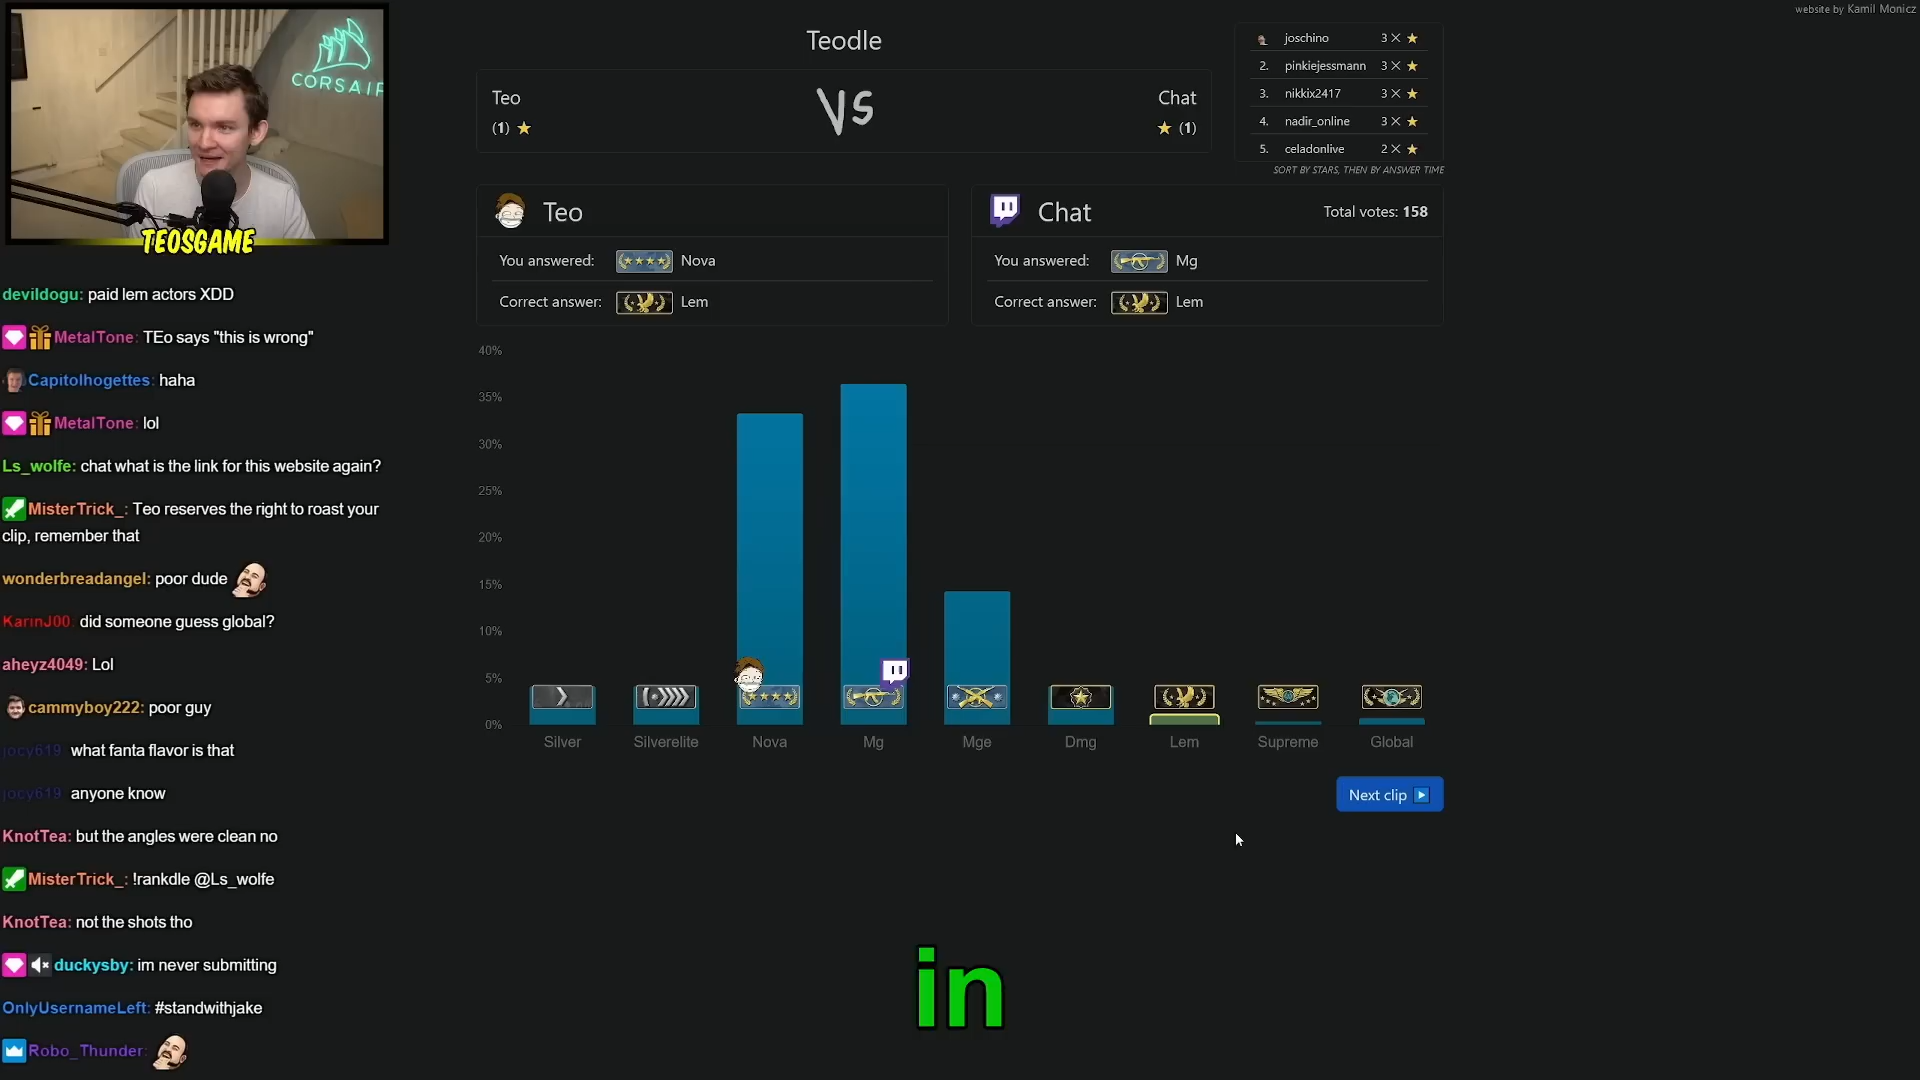 website by Kamil Monicz
CORSAIR
TEOSGAME
devildogu: paid lem actors XDD
MetalTone: TEo says "this is wrong"
Capitolhogettes: haha
MetalTone: lol
Ls_wolfe: chat what is the link for this website again?
MisterTrick_: Teo reserves the right to roast your
clip, remember that
wonderbreadangel: poor dude
KarinJ00: did someone guess global?
aheyz4049: Lol
cammyboy222: poor guy
jocy619: what fanta flavor is that
jocy619: anyone know
KnotTea: but the angles were clean no
MisterTrick_: !rankdle @Ls_wolfe
KnotTea: not the shots tho
duckysby: im never submitting
OnlyUsernameLeft: #standwithjake
Robo_Thunder:
Teodle
Teo
(1) ★
VS
Chat
★ (1)
joschino 3 × ★
2. pinkiejessmann 3 × ★
3. nikkix2417 3 × ★
4. nadir_online 3 × ★
5. celadonlive 2 × ★
SORT BY STARS, THEN BY ANSWER TIME
Teo
You answered: Nova
Correct answer: Lem
Chat
Total votes: 158
You answered: Mg
Correct answer: Lem
40%
35%
30%
25%
20%
15%
10%
5%
0%
Silver Silverelite Nova Mg Mge Dmg Lem Supreme Global
Next clip
in